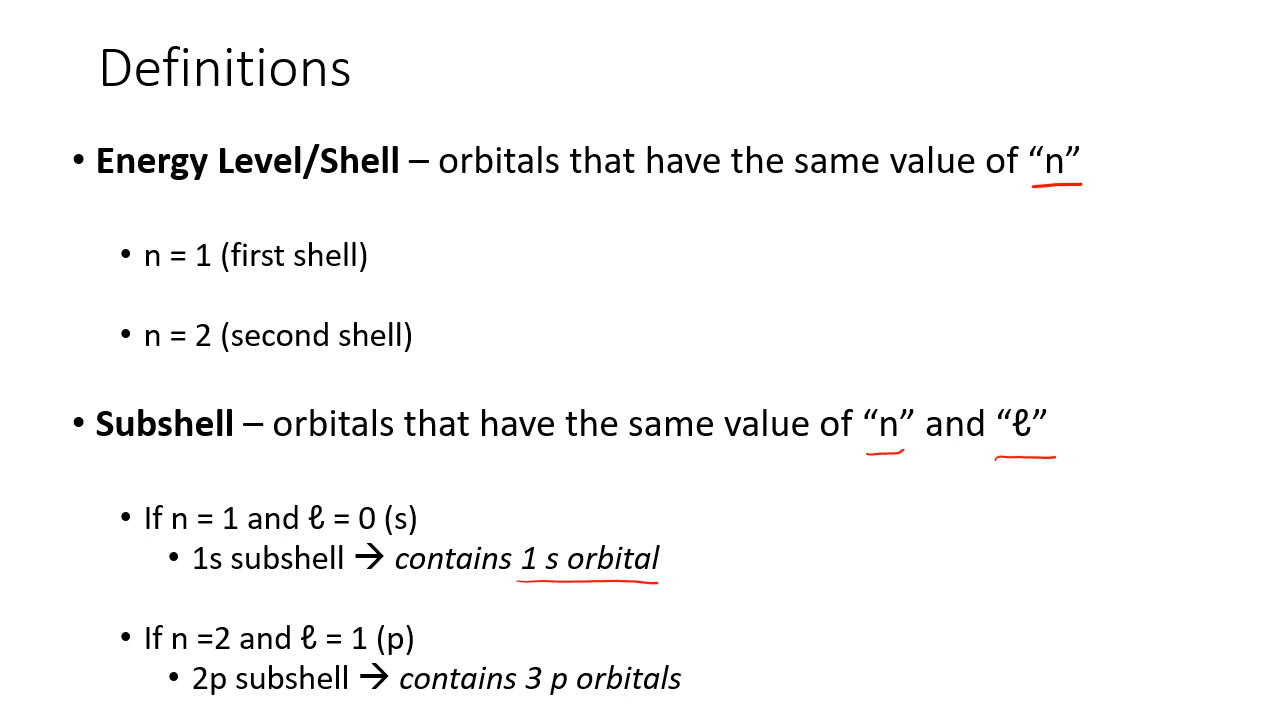 Definitions
• Energy Level/Shell – orbitals that have the same value of “n”
• n = 1 (first shell)
• n = 2 (second shell)
• Subshell – orbitals that have the same value of “n” and “ℓ”
• If n = 1 and ℓ = 0 (s)
• 1s subshell → contains 1 s orbital
• If n =2 and ℓ = 1 (p)
• 2p subshell → contains 3 p orbitals